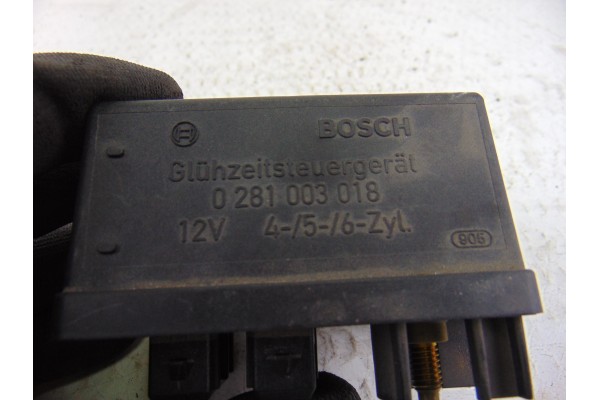 BOSCH
Glühzeitsteuergerät
0 281 003 018
12V 4-/5-/6-Zyl.
905